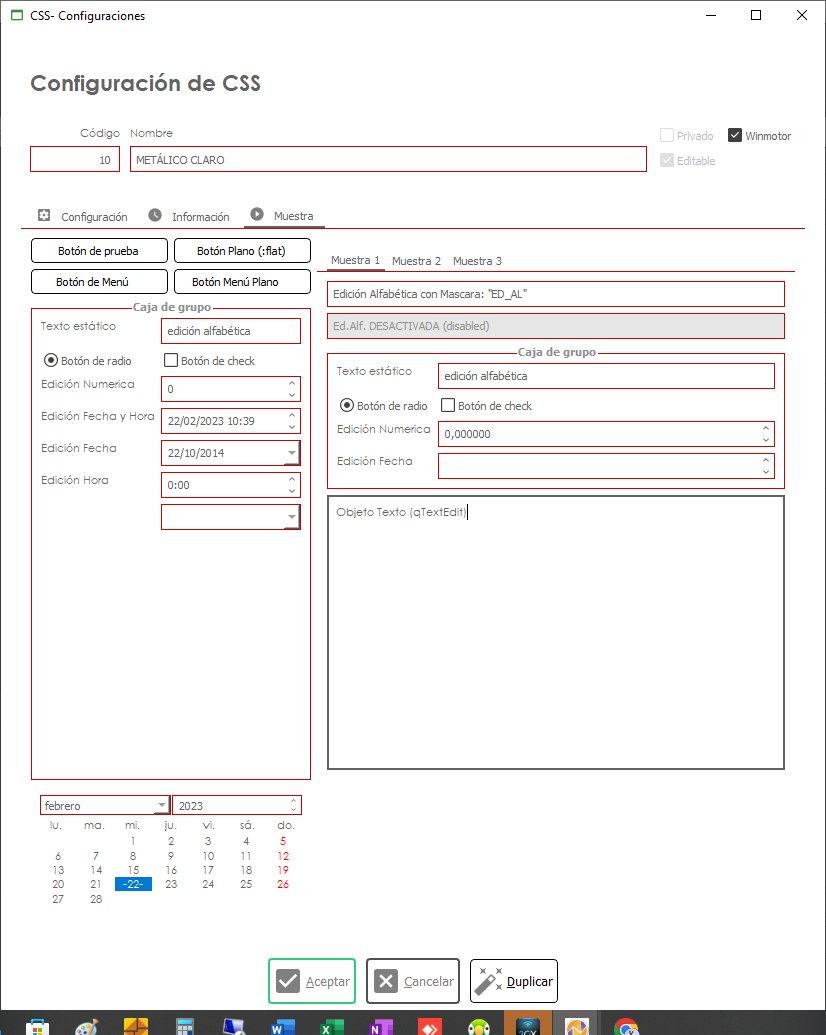 CSS- Configuraciones
Configuración de CSS
Código Nombre
Privado Winmotor
10 METÁLICO CLARO
Editable
Configuración Información Muestra
Botón de prueba Botón Plano (:flat)
Botón de Menú Botón Menú Plano
Caja de grupo
Texto estático edición alfabética
Botón de radio Botón de check
Edición Numerica 0
Edición Fecha y Hora 22/02/2023 10:39
Edición Fecha 22/10/2014
Edición Hora 0:00
Muestra 1 Muestra 2 Muestra 3
Edición Alfabética con Mascara: "ED_AL"
Ed.Alf. DESACTIVADA (disabled)
Caja de grupo
Texto estático edición alfabética
Botón de radio Botón de check
Edición Numerica 0,000000
Edición Fecha
Objeto Texto (qTextEdit)
febrero 2023
lu. ma. mi. ju. vi. sá. do.
1 2 3 4 5
6 7 8 9 10 11 12
13 14 15 16 17 18 19
20 21 -22- 23 24 25 26
27 28
Aceptar Cancelar Duplicar